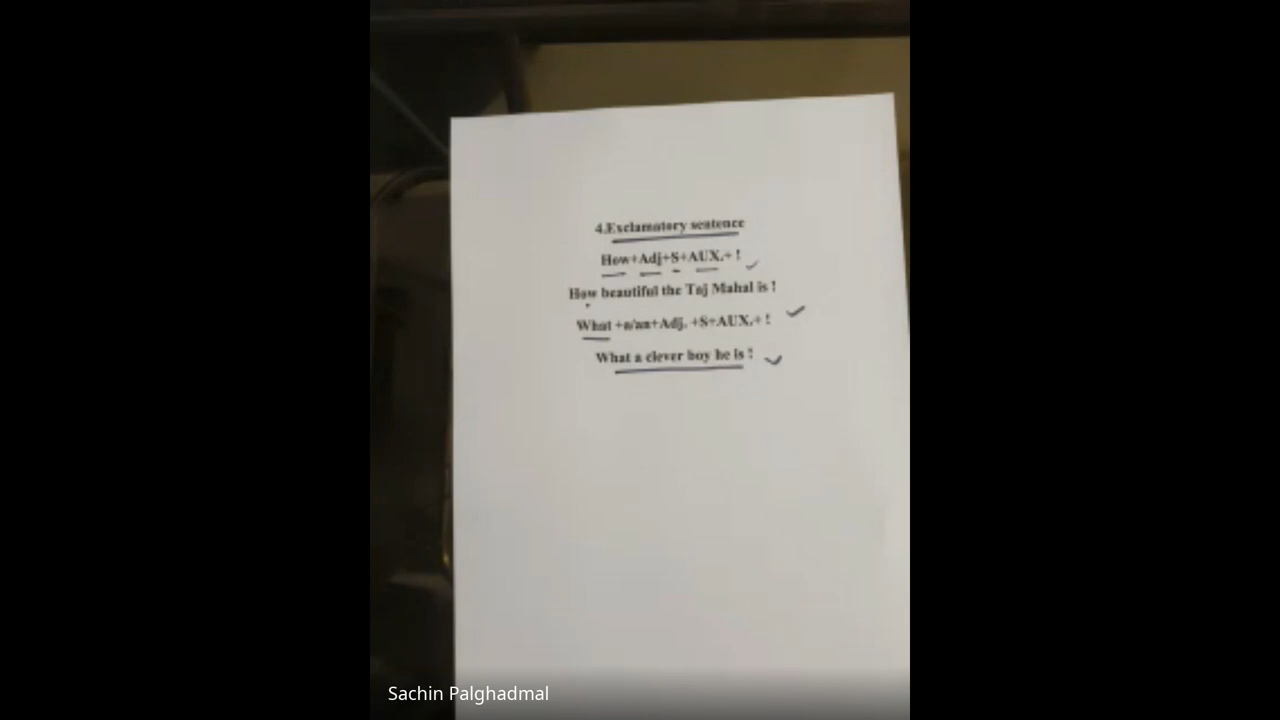 4.Exclamatory sentence
How+Adj+S+AUX.+ !
How beautiful the Taj Mahal is !
What +a/an+Adj. +S+AUX.+ !
What a clever boy he is !
Sachin Palghadmal